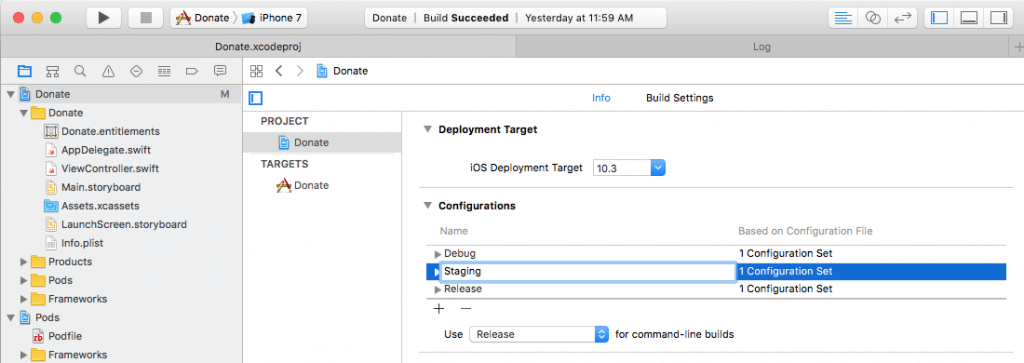 Donate
iPhone 7
Donate | Build Succeeded | Yesterday at 11:59 AM
Donate.xcodeproj
Log
Donate
M
Donate
Donate.entitlements
AppDelegate.swift
ViewController.swift
Main.storyboard
Assets.xcassets
LaunchScreen.storyboard
Info.plist
Products
Pods
Frameworks
Pods
Podfile
Frameworks
Donate
Info
Build Settings
PROJECT
Donate
TARGETS
Donate
Deployment Target
iOS Deployment Target
10.3
Configurations
Name
Based on Configuration File
Debug
1 Configuration Set
Staging
1 Configuration Set
Release
1 Configuration Set
Use
Release
for command-line builds